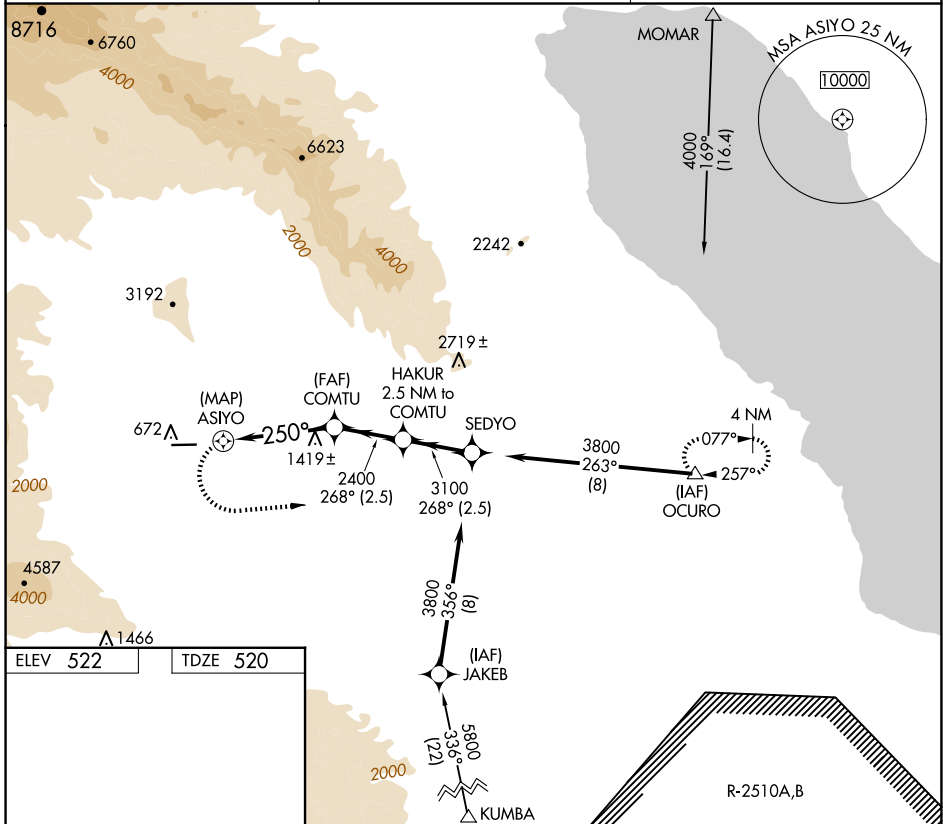 8716
6760
4000
6623
2000
4000
2242
3192
MOMAR
4000
169°
(16.4)
MSA ASIYO 25 NM
10000
2719±
(FAF)
COMTU
HAKUR
2.5 NM to
COMTU
SEDYO
(MAP)
ASIYO
672
250°
1419±
2400
268° (2.5)
3100
268° (2.5)
3800
263°
(8)
4 NM
077°
257°
(IAF)
OCURO
2000
4587
4000
1466
3800
356°
(8)
(IAF)
JAKEB
5800
336°
(22)
KUMBA
2000
R-2510A,B
ELEV 522
TDZE 520